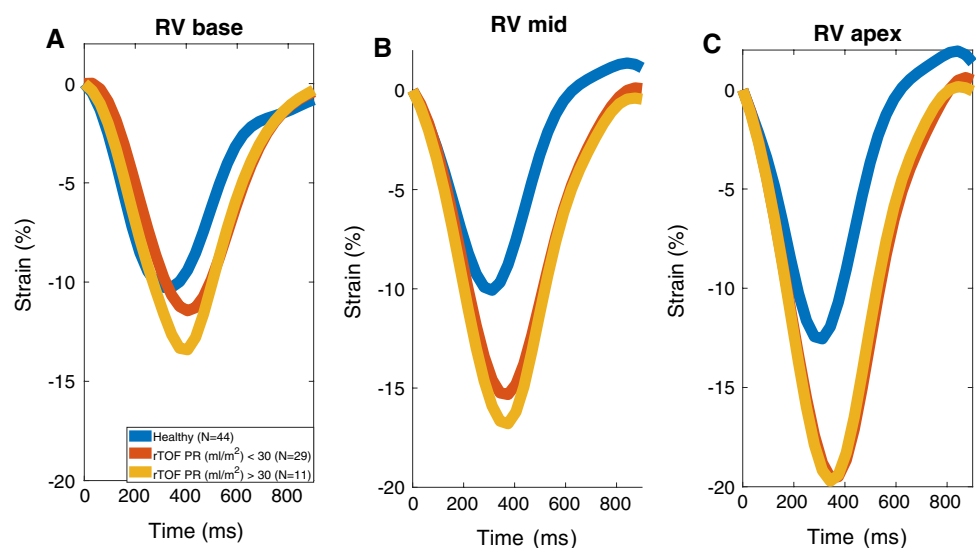 A
RV base
Strain (%)
0
-5
-10
-15
-20
Healthy (N=44)
rTOF PR (ml/m²) < 30 (N=29)
rTOF PR (ml/m²) > 30 (N=11)
0 200 400 600 800
Time (ms)
B
RV mid
Strain (%)
0
-5
-10
-15
-20
0 200 400 600 800
Time (ms)
C
RV apex
Strain (%)
0
-5
-10
-15
-20
0 200 400 600 800
Time (ms)